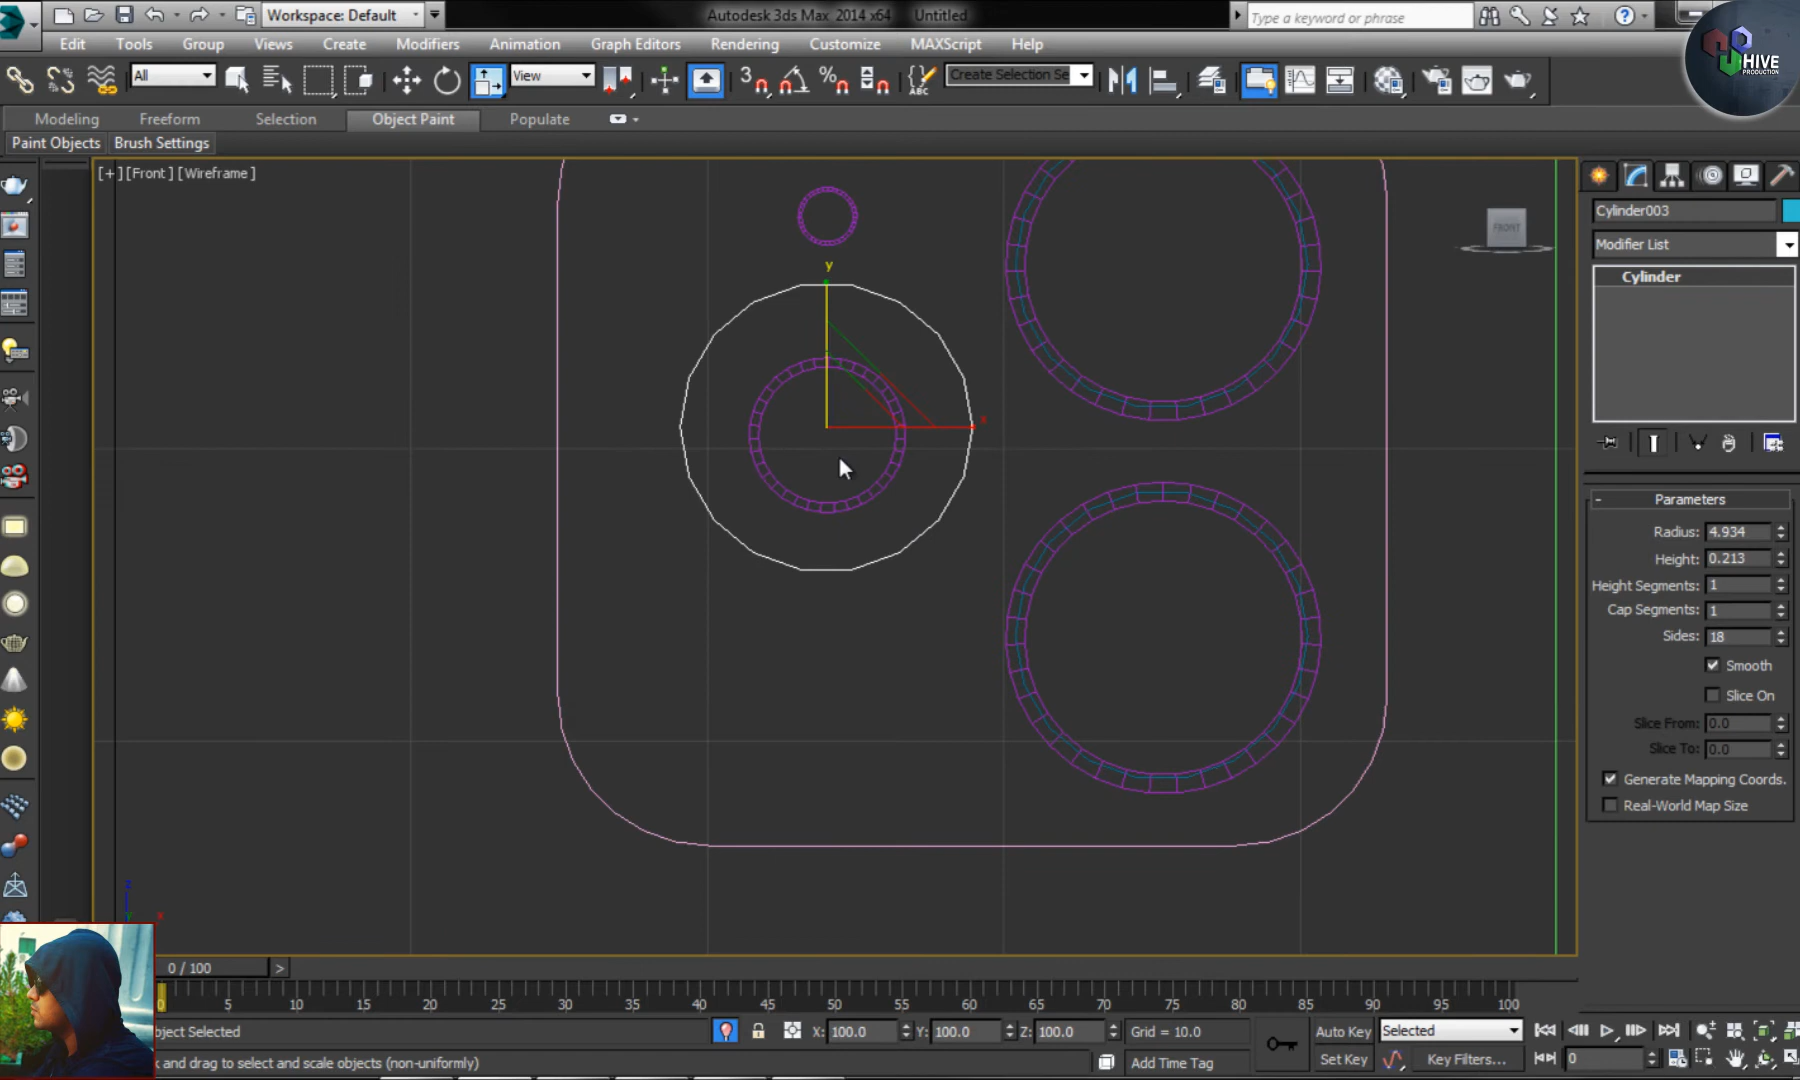 Workspace: Default
Autodesk 3ds Max 2014 x64 Untitled
Type a keyword or phrase
HIVE
PRODUCTION
Edit Tools Group Views Create Modifiers Animation Graph Editors Rendering Customize MAXScript Help
All
View
3
%
ABC
Create Selection Se
Modeling Freeform Selection Object Paint Populate
Paint Objects Brush Settings
[+] [Front ] [Wireframe ]
FRONT
y
x
Cylinder003
Modifier List
Cylinder
- Parameters
Radius: 4.934
Height: 0.213
Height Segments: 1
Cap Segments: 1
Sides: 18
Smooth
Slice On
Slice From: 0.0
Slice To: 0.0
Generate Mapping Coords.
Real-World Map Size
z
x
0 / 100 >
0 5 10 15 20 25 30 35 40 45 50 55 60 65 70 75 80 85 90 95 100
bject Selected X: 100.0 Y: 100.0 Z: 100.0 Grid = 10.0 Auto Key Selected
k and drag to select and scale objects (non-uniformly) Add Time Tag Set Key Key Filters... 0